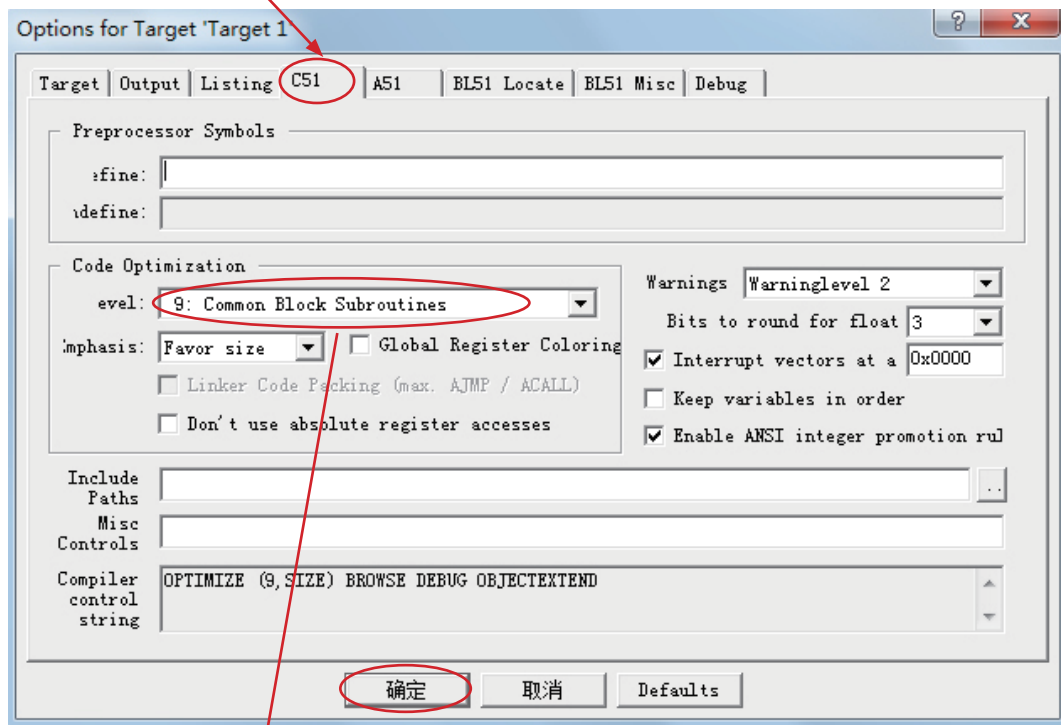 Options for Target 'Target 1'
Target Output Listing C51 A51 BL51 Locate BL51 Misc Debug
Preprocessor Symbols
efine:
ndefine:
Code Optimization
evel: 9: Common Block Subroutines
Warnings Warninglevel 2
Bits to round for float 3
mphasis: Favor size Global Register Coloring
Interrupt vectors at a 0x0000
Linker Code Packing (max. AJMP / ACALL)
Keep variables in order
Don't use absolute register accesses
Enable ANSI integer promotion rul
Include
Paths
..
Misc
Controls
Compiler
control
string
OPTIMIZE (9,SIZE) BROWSE DEBUG OBJECTEXTEND
确定 取消 Defaults